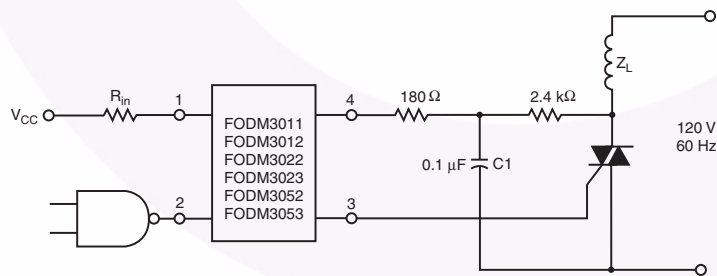 Z_L
R_in
1
4
180 Ω
2.4 kΩ
V_CC
FODM3011
FODM3012
FODM3022
FODM3023
FODM3052
FODM3053
120 V
60 Hz
0.1 µF
C1
2
3